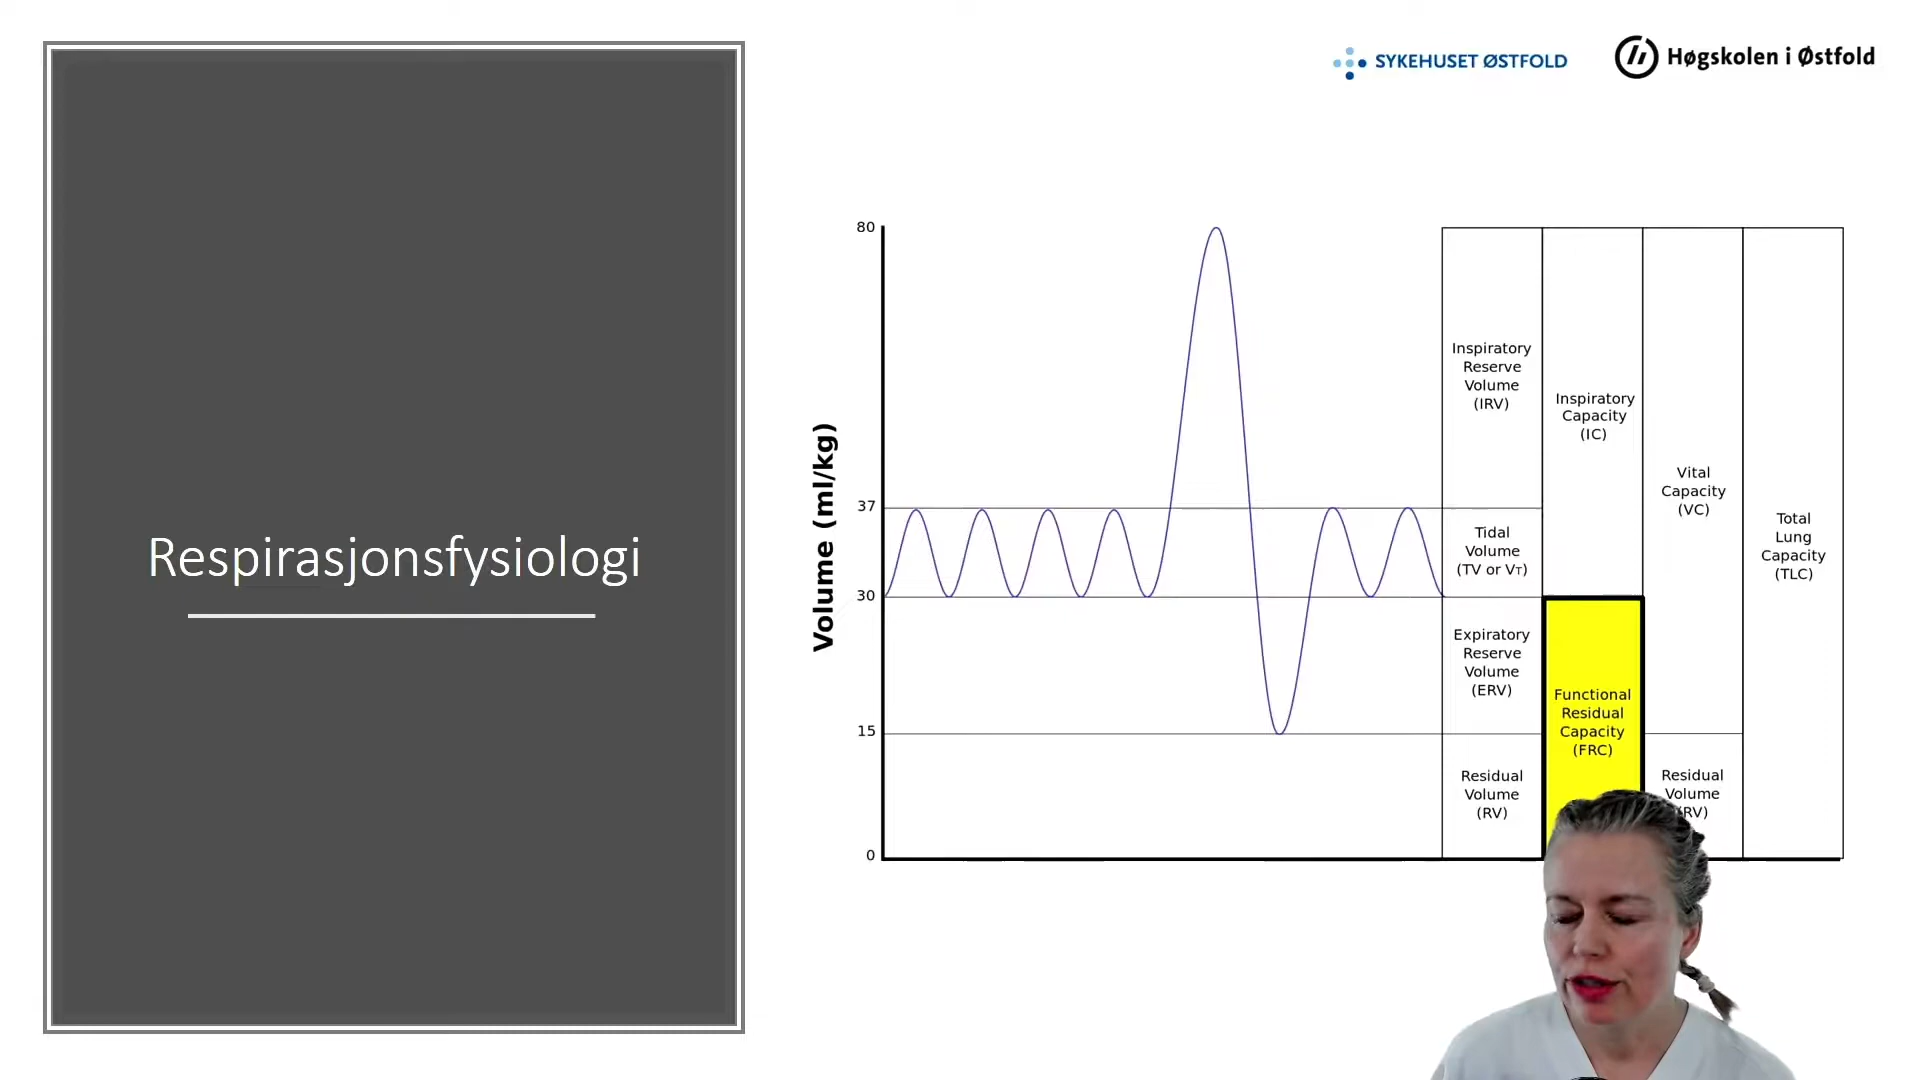 SYKEHUSET ØSTFOLD
Høgskolen i Østfold
Respirasjonsfysiologi
Volume (ml/kg)
80
37
30
15
0
Inspiratory
Reserve
Volume
(IRV)
Tidal
Volume
(TV or VT)
Expiratory
Reserve
Volume
(ERV)
Residual
Volume
(RV)
Inspiratory
Capacity
(IC)
Functional
Residual
Capacity
(FRC)
Vital
Capacity
(VC)
Residual
Volume
(RV)
Total
Lung
Capacity
(TLC)